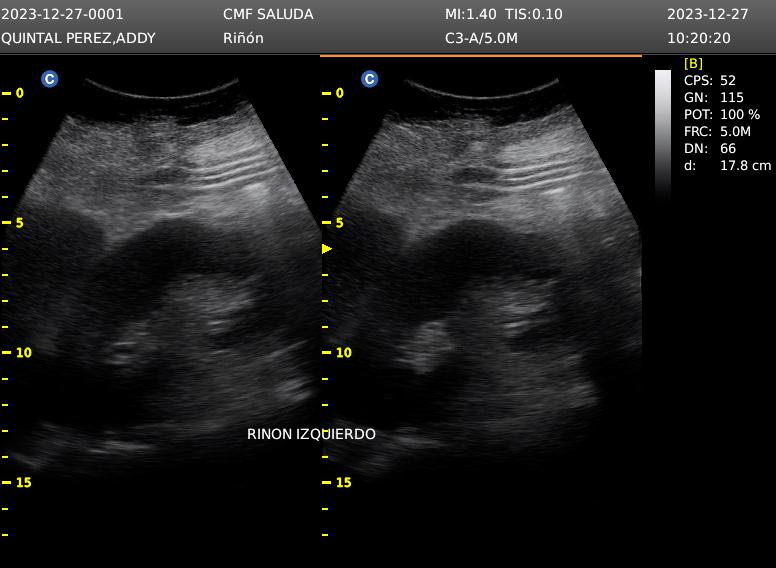 2023-12-27-0001 CMF SALUDA MI:1.40 TIS:0.10 2023-12-27
QUINTAL PEREZ,ADDY Riñón C3-A/5.0M 10:20:20
[B]
C C
CPS: 52
0 0
GN: 115
POT: 100 %
FRC: 5.0M
DN: 66
d: 17.8 cm
5 5
10 10
RINON IZQUIERDO
15 15